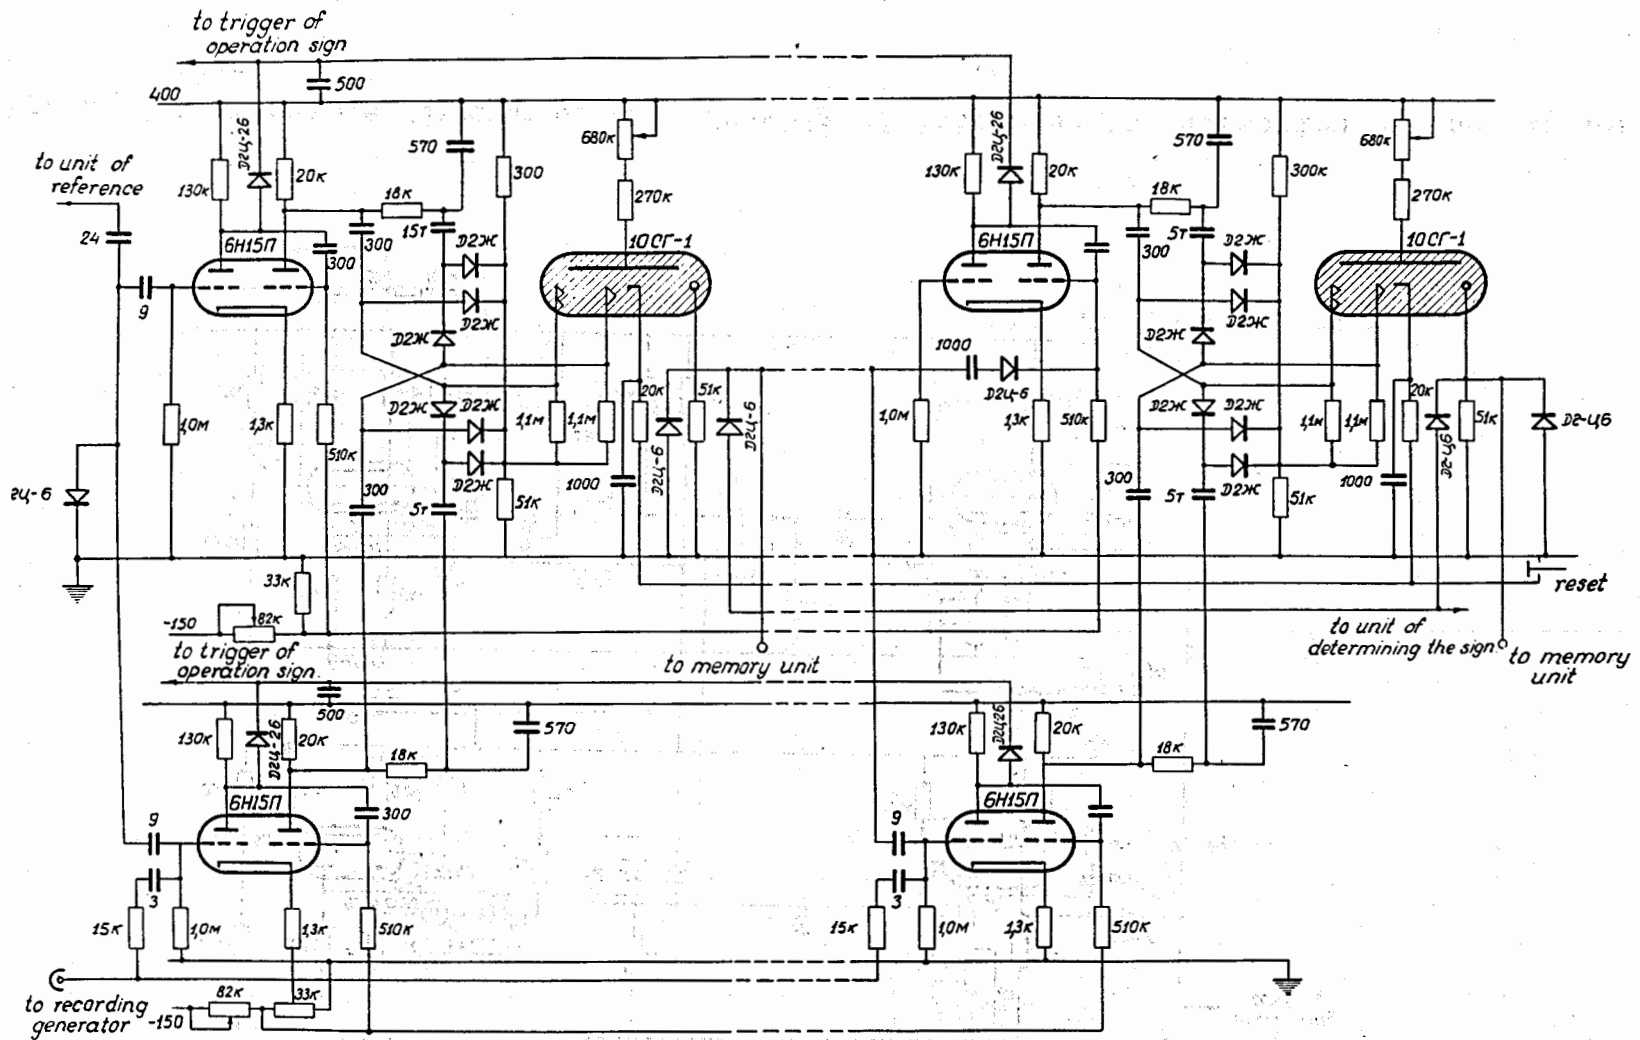 to trigger of
operation sign
500
400
to unit of
reference
24
9
130к
Д2Ц-26
20к
6Н15П
300
570
18к
300
15т
Д2Ж
Д2Ж
Д2Ж
300
680к
270к
10СГ-1
1,0м
1,3к
510к
Д2Ж
Д2Ж
Д2Ж
1,1м
1,1м
20к
51к
Д2Ц-6
Д2Ц-6
300
5т
51к
1000
2Ц-6
33к
-150
82к
130к
Д2Ц-26
20к
6Н15П
570
18к
300
5т
Д2Ж
Д2Ж
Д2Ж
300к
680к
270к
10СГ-1
1000
Д2Ц-6
1,0м
1,3к
510к
Д2Ж
Д2Ж
Д2Ж
1,1м
1,1м
20к
51к
Д2-Ц6
Д2-Ц6
300
5т
51к
1000
reset
to trigger of
operation sign.
to memory unit
to unit of
determining the sign
to memory
unit
500
130к
Д2Ц-26
20к
570
18к
6Н15П
300
9
3
15к
1,0м
1,3к
510к
130к
Д2Ц26
20к
570
18к
6Н15П
9
3
15к
1,0м
1,3к
510к
to recording
generator
-150
82к
33к